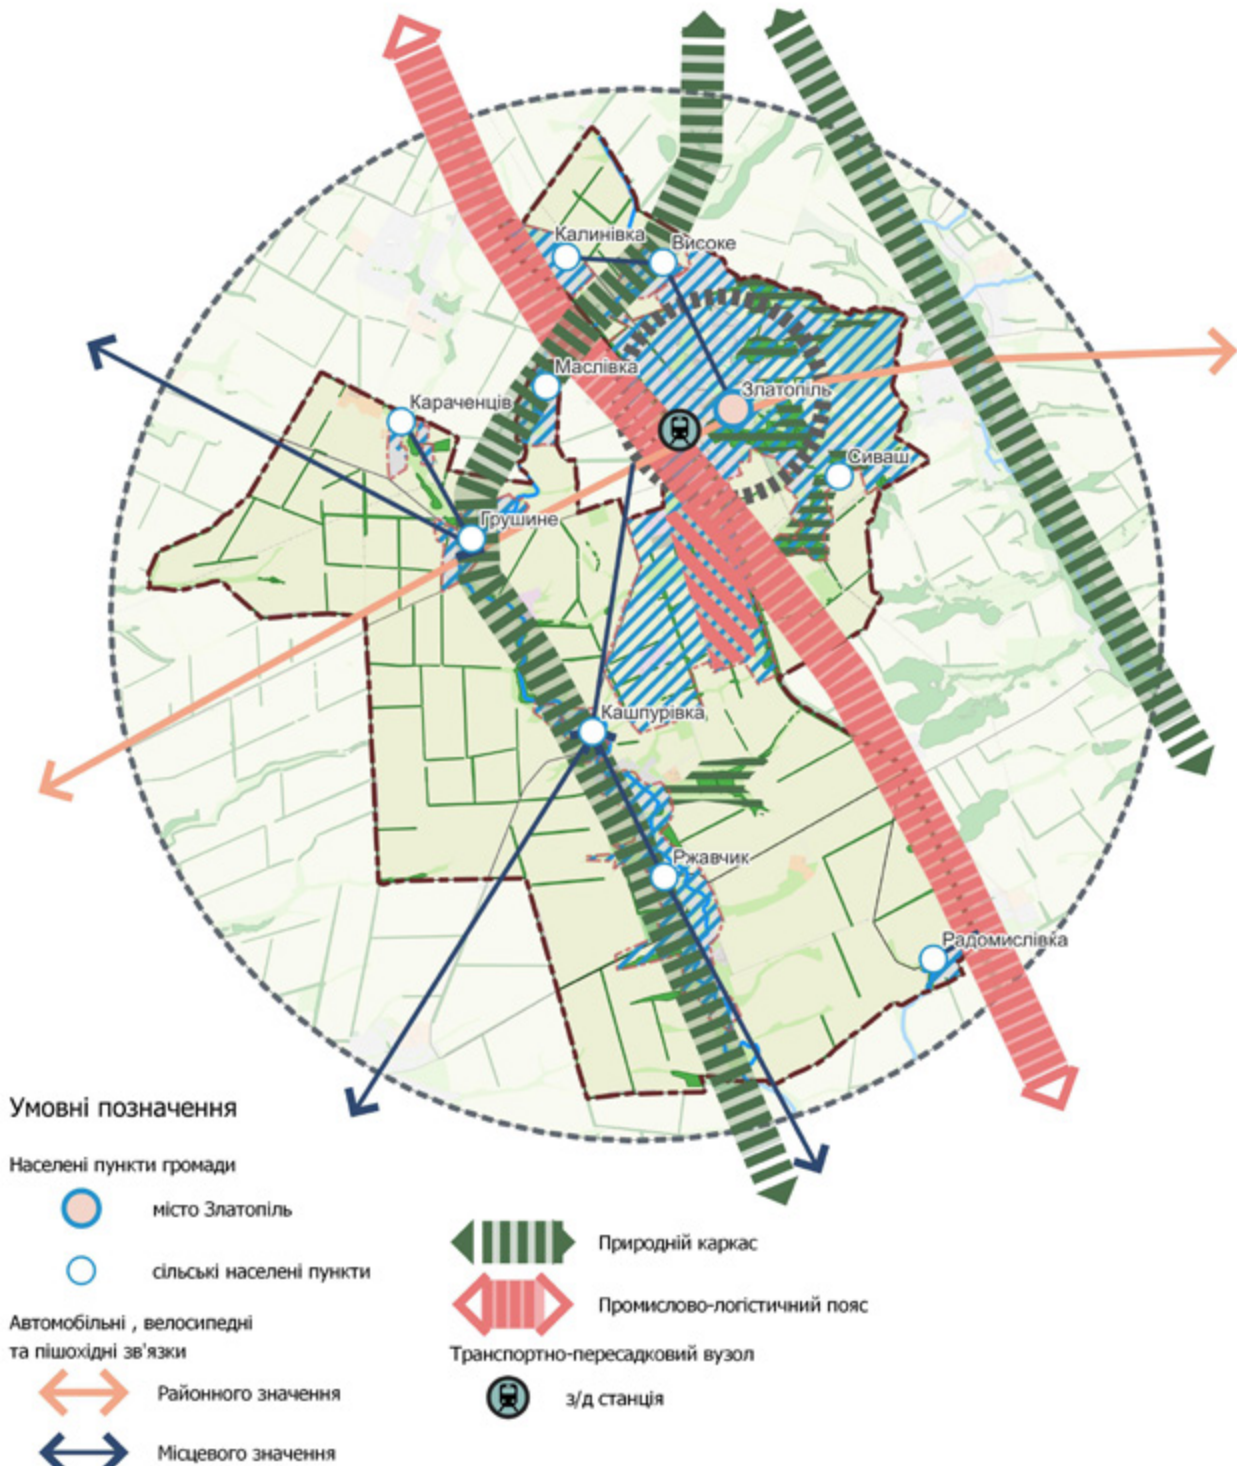 Калинівка
Високе
Маслівка
Караченців
Златопіль
Сиваш
Грушине
Кашпурівка
Ржавчик
Радомислівка
Умовні позначення
Населені пункти громади
місто Златопіль
сільські населені пункти
Автомобільні , велосипедні
та пішохідні зв'язки
Районного значення
Місцевого значення
Природній каркас
Промислово-логістичний пояс
Транспортно-пересадковий вузол
з/д станція